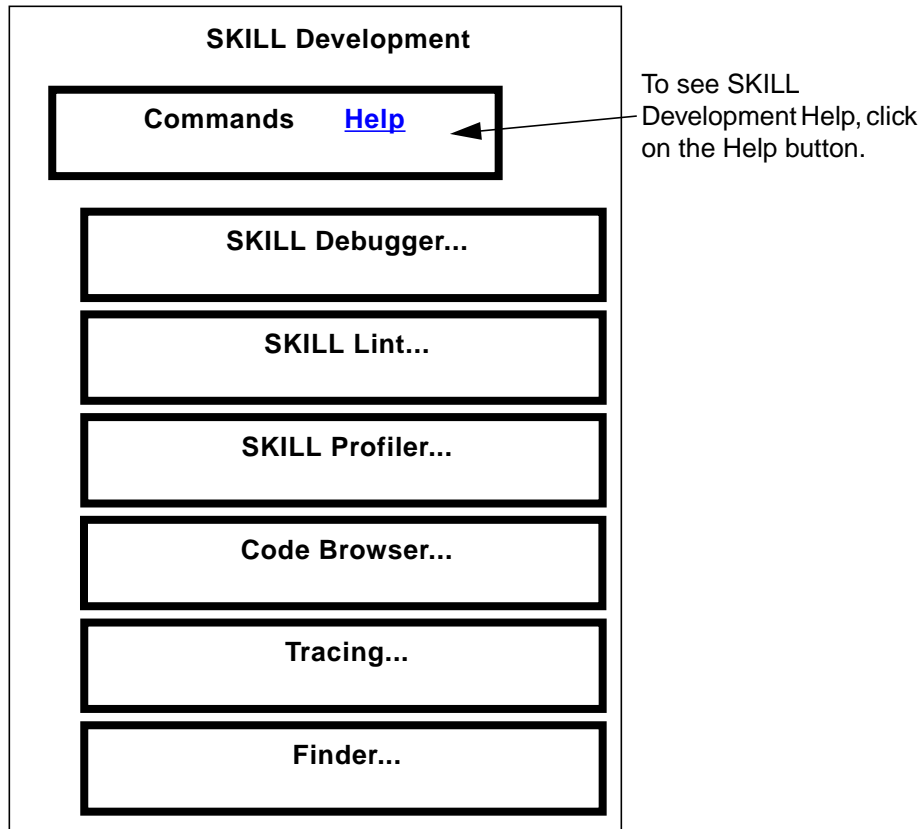 SKILL Development
Commands Help
To see SKILL
Development Help, click
on the Help button.
SKILL Debugger...
SKILL Lint...
SKILL Profiler...
Code Browser...
Tracing...
Finder...